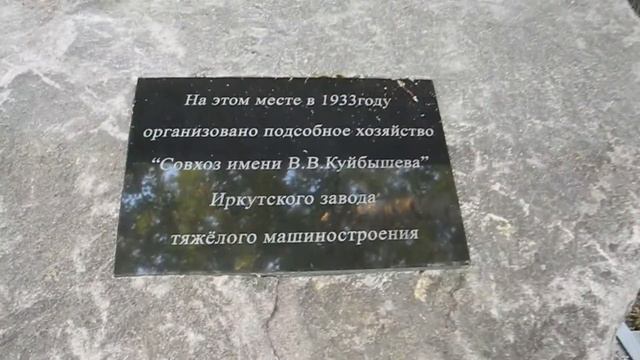 На этом месте в 1933году
организовано подсобное хозяйство
“Совхоз имени В.В.Куйбышева”
Иркутского завода
тяжёлого машиностроения